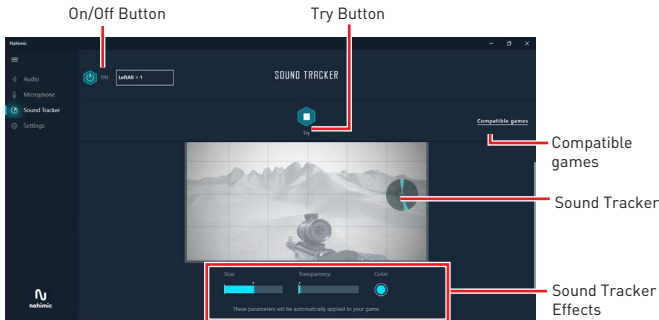 On/Off Button
Try Button
Nahimic
ON
LeftAlt + 1
SOUND TRACKER
Audio
Microphone
Sound Tracker
Settings
Try
Compatible games
Compatible
games
Sound Tracker
Size:
Transparency:
Color:
These parameters will be automatically applied to your game.
nahimic
Sound Tracker
Effects